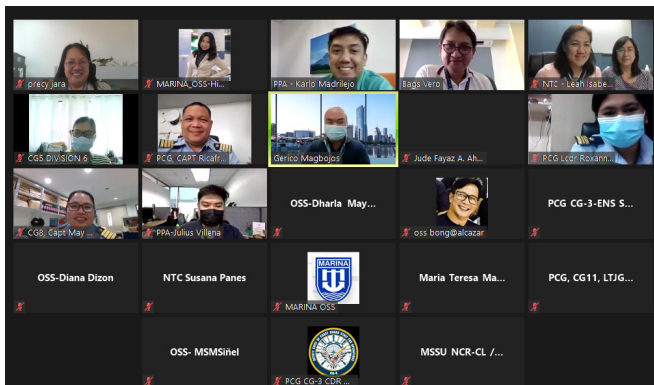 precy jara
MARINA_OSS-Hi...
PPA - Karlo Madrilejo
Bags Vero
NTC - Leah Isabe...
CG5 DIVISION 6
PCG, CAPT Ricafr...
Gerico Magbojos
Jude Fayaz A. Ah...
PCG Lcdr Roxann...
CG8, Capt May ...
PPA-Julius Villena
OSS-Dharla May...
oss bong@alcazar
PCG CG-3-ENS S...
OSS-Diana Dizon
NTC Susana Panes
MARINA
MARINA OSS
Maria Teresa Ma...
PCG, CG11, LTJG...
OSS- MSMSiñel
PCG CG-3 CDR ...
MSSU NCR-CL /...